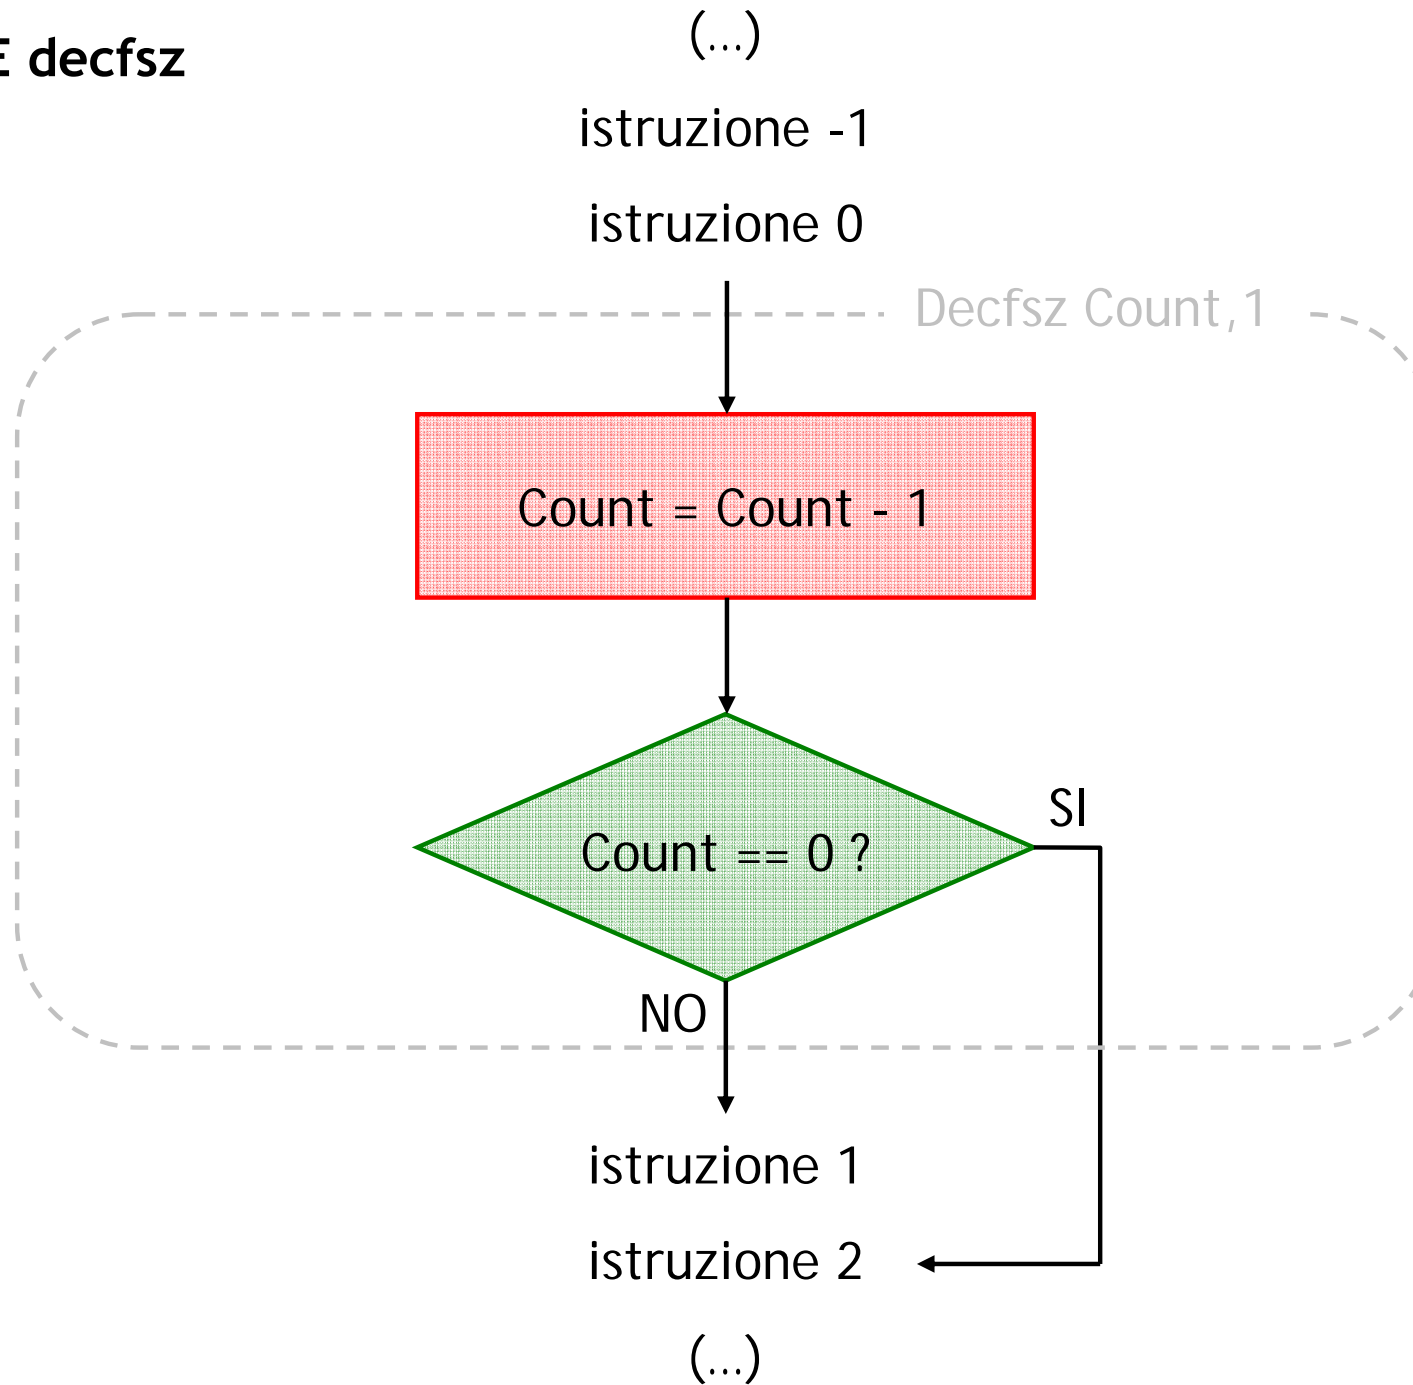 (...)
E decfsz
istruzione -1
istruzione 0
Decfsz Count,1
Count = Count - 1
Count == 0 ?
SI
NO
istruzione 1
istruzione 2
(...)